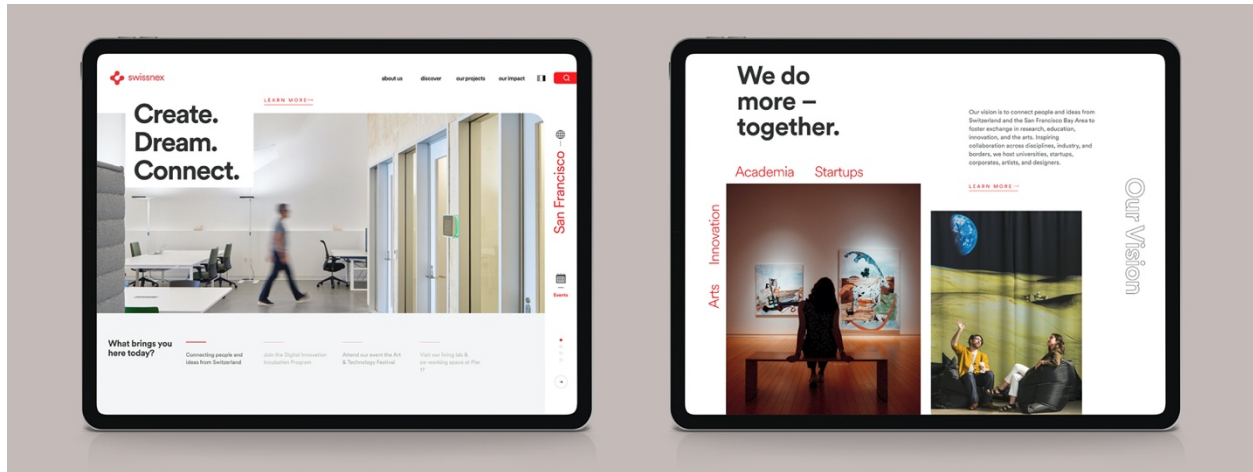 swissnex
about us discover our projects our impact
LEARN MORE→
Create.
Dream.
Connect.
San Francisco
Events
What brings you
here today?
Connecting people and
ideas from Switzerland
Join the Digital Innovation
Incubation Program
Attend our event the Art
& Technology Festival
Visit our living lab &
co-working space at Pier
17
We do
more –
together.
Our vision is to connect people and ideas from
Switzerland and the San Francisco Bay Area to
foster exchange in research, education,
innovation, and the arts. Inspiring
collaboration across disciplines, industry, and
borders, we host universities, startups,
corporates, artists, and designers.
LEARN MORE→
Academia Startups
Arts Innovation
Our Vision